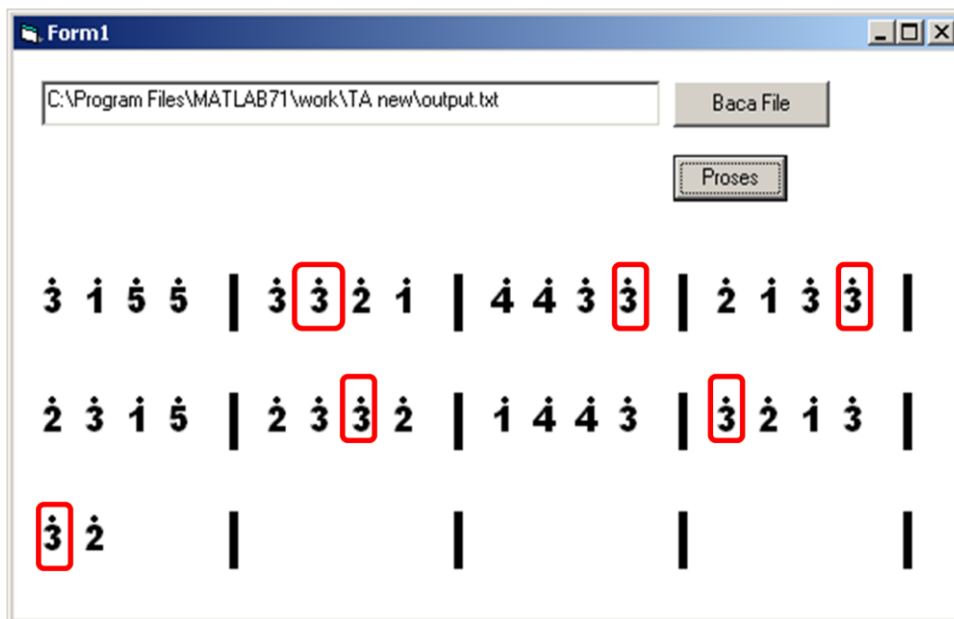 Form1
C:\Program Files\MATLAB71\work\TA new\output.txt Baca File
Proses
3̇ 1̇ 5̇ 5̇ | 3̇ 3̇ 2̇ 1̇ | 4̇ 4̇ 3̇ 3̇ | 2̇ 1̇ 3̇ 3̇ |
2̇ 3̇ 1̇ 5̇ | 2̇ 3̇ 3̇ 2̇ | 1̇ 4̇ 4̇ 3̇ | 3̇ 2̇ 1̇ 3̇ |
3̇ 2̇ | | | |